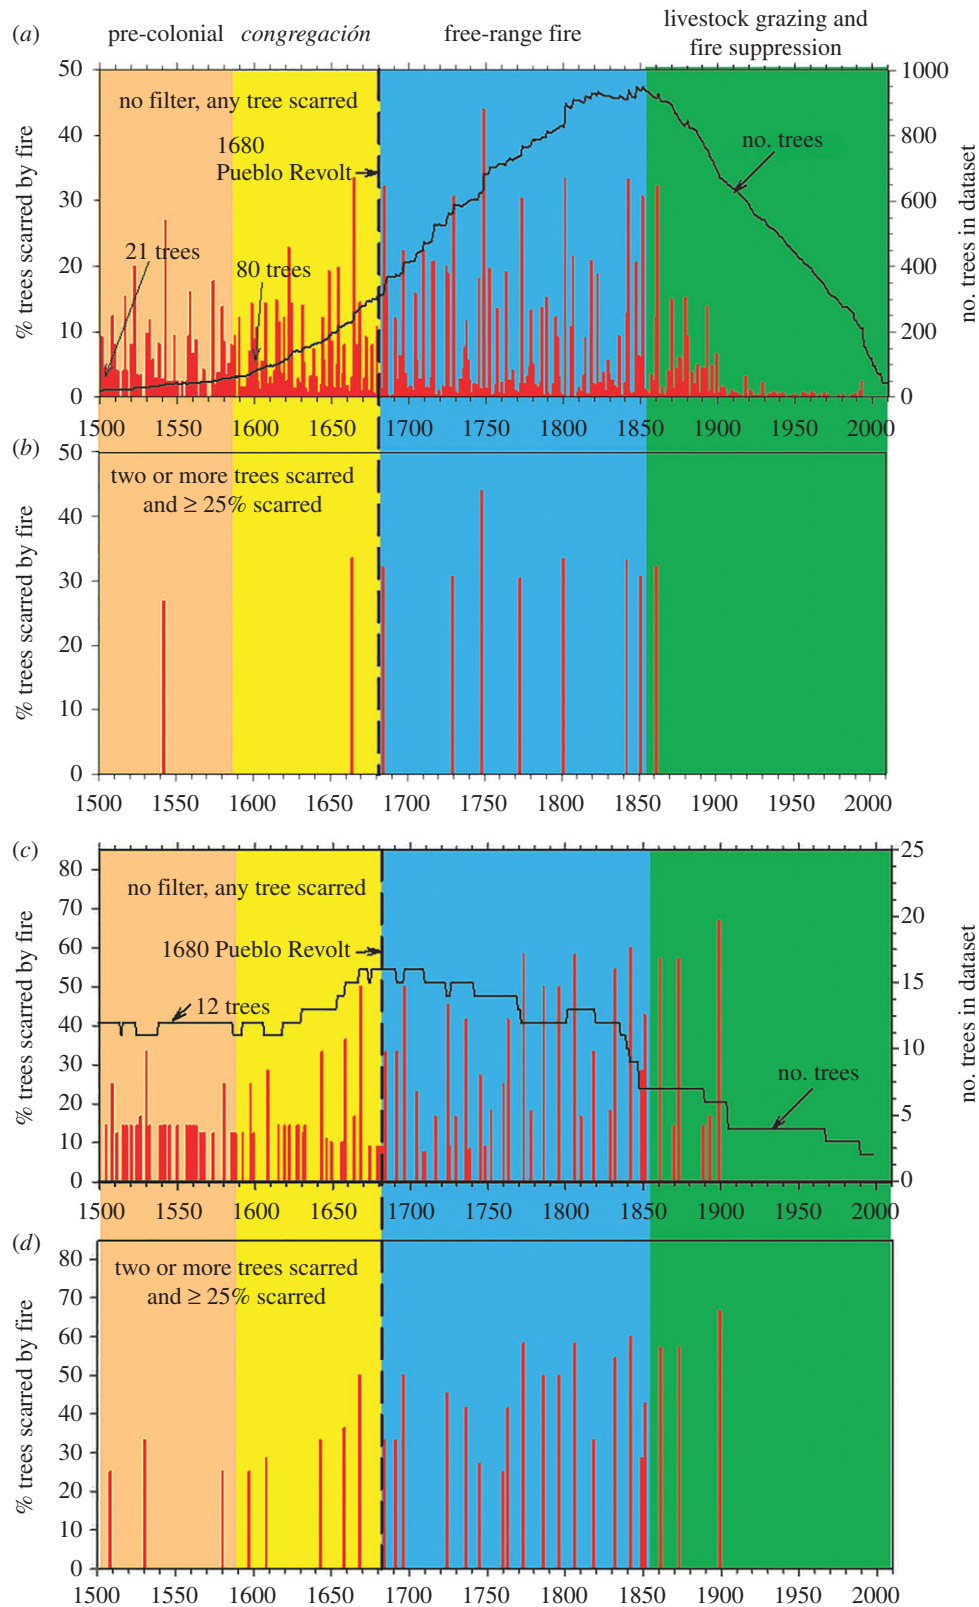 (a) pre-colonial congregación free-range fire livestock grazing and
fire suppression
50 1000
no filter, any tree scarred
40 800
1680
Pueblo Revolt
no. trees
30 600
21 trees
80 trees
20 400
10 200
0 0
% trees scarred by fire
no. trees in dataset
1500 1550 1600 1650 1700 1750 1800 1850 1900 1950 2000
(b)
50
two or more trees scarred
and ≥ 25% scarred
40
30
20
10
0
% trees scarred by fire
1500 1550 1600 1650 1700 1750 1800 1850 1900 1950 2000
(c)
25
80
no filter, any tree scarred
70
20
60
1680 Pueblo Revolt
50
15
12 trees
40
10
30
no. trees
20
5
10
0 0
% trees scarred by fire
no. trees in dataset
1500 1550 1600 1650 1700 1750 1800 1850 1900 1950 2000
(d)
80
two or more trees scarred
and ≥ 25% scarred
70
60
50
40
30
20
10
0
% trees scarred by fire
1500 1550 1600 1650 1700 1750 1800 1850 1900 1950 2000